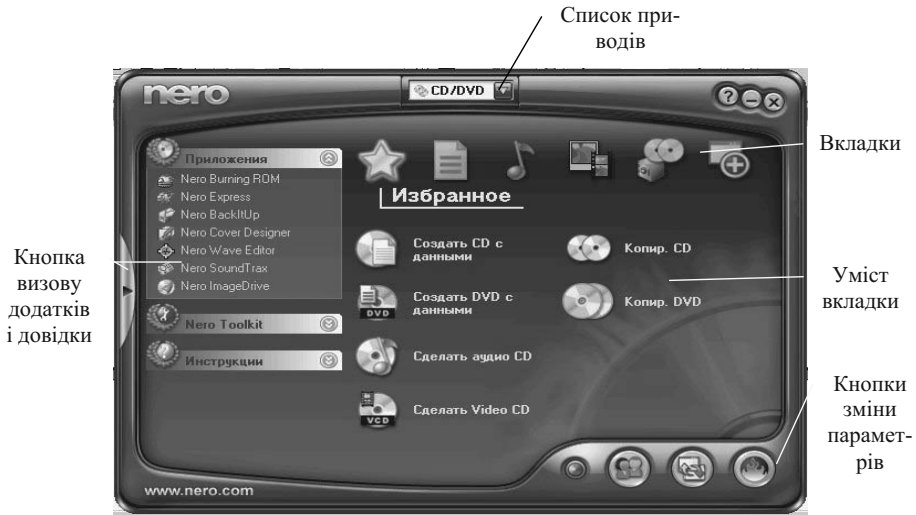 Список при-
водів
nero
CD/DVD
?
Вкладки
Приложения
Nero Burning ROM
Nero Express
Nero BackItUp
Nero Cover Designer
Nero Wave Editor
Nero SoundTrax
Nero ImageDrive
Nero Toolkit
Инструкции
Избранное
Создать CD с
данными
Копир. CD
Создать DVD с
данными
DVD
Копир. DVD
Сделать аудио CD
Сделать Video CD
VCD
Кнопка
визову
додатків
і довідки
Уміст
вкладки
Кнопки
зміни
парамет-
рів
www.nero.com